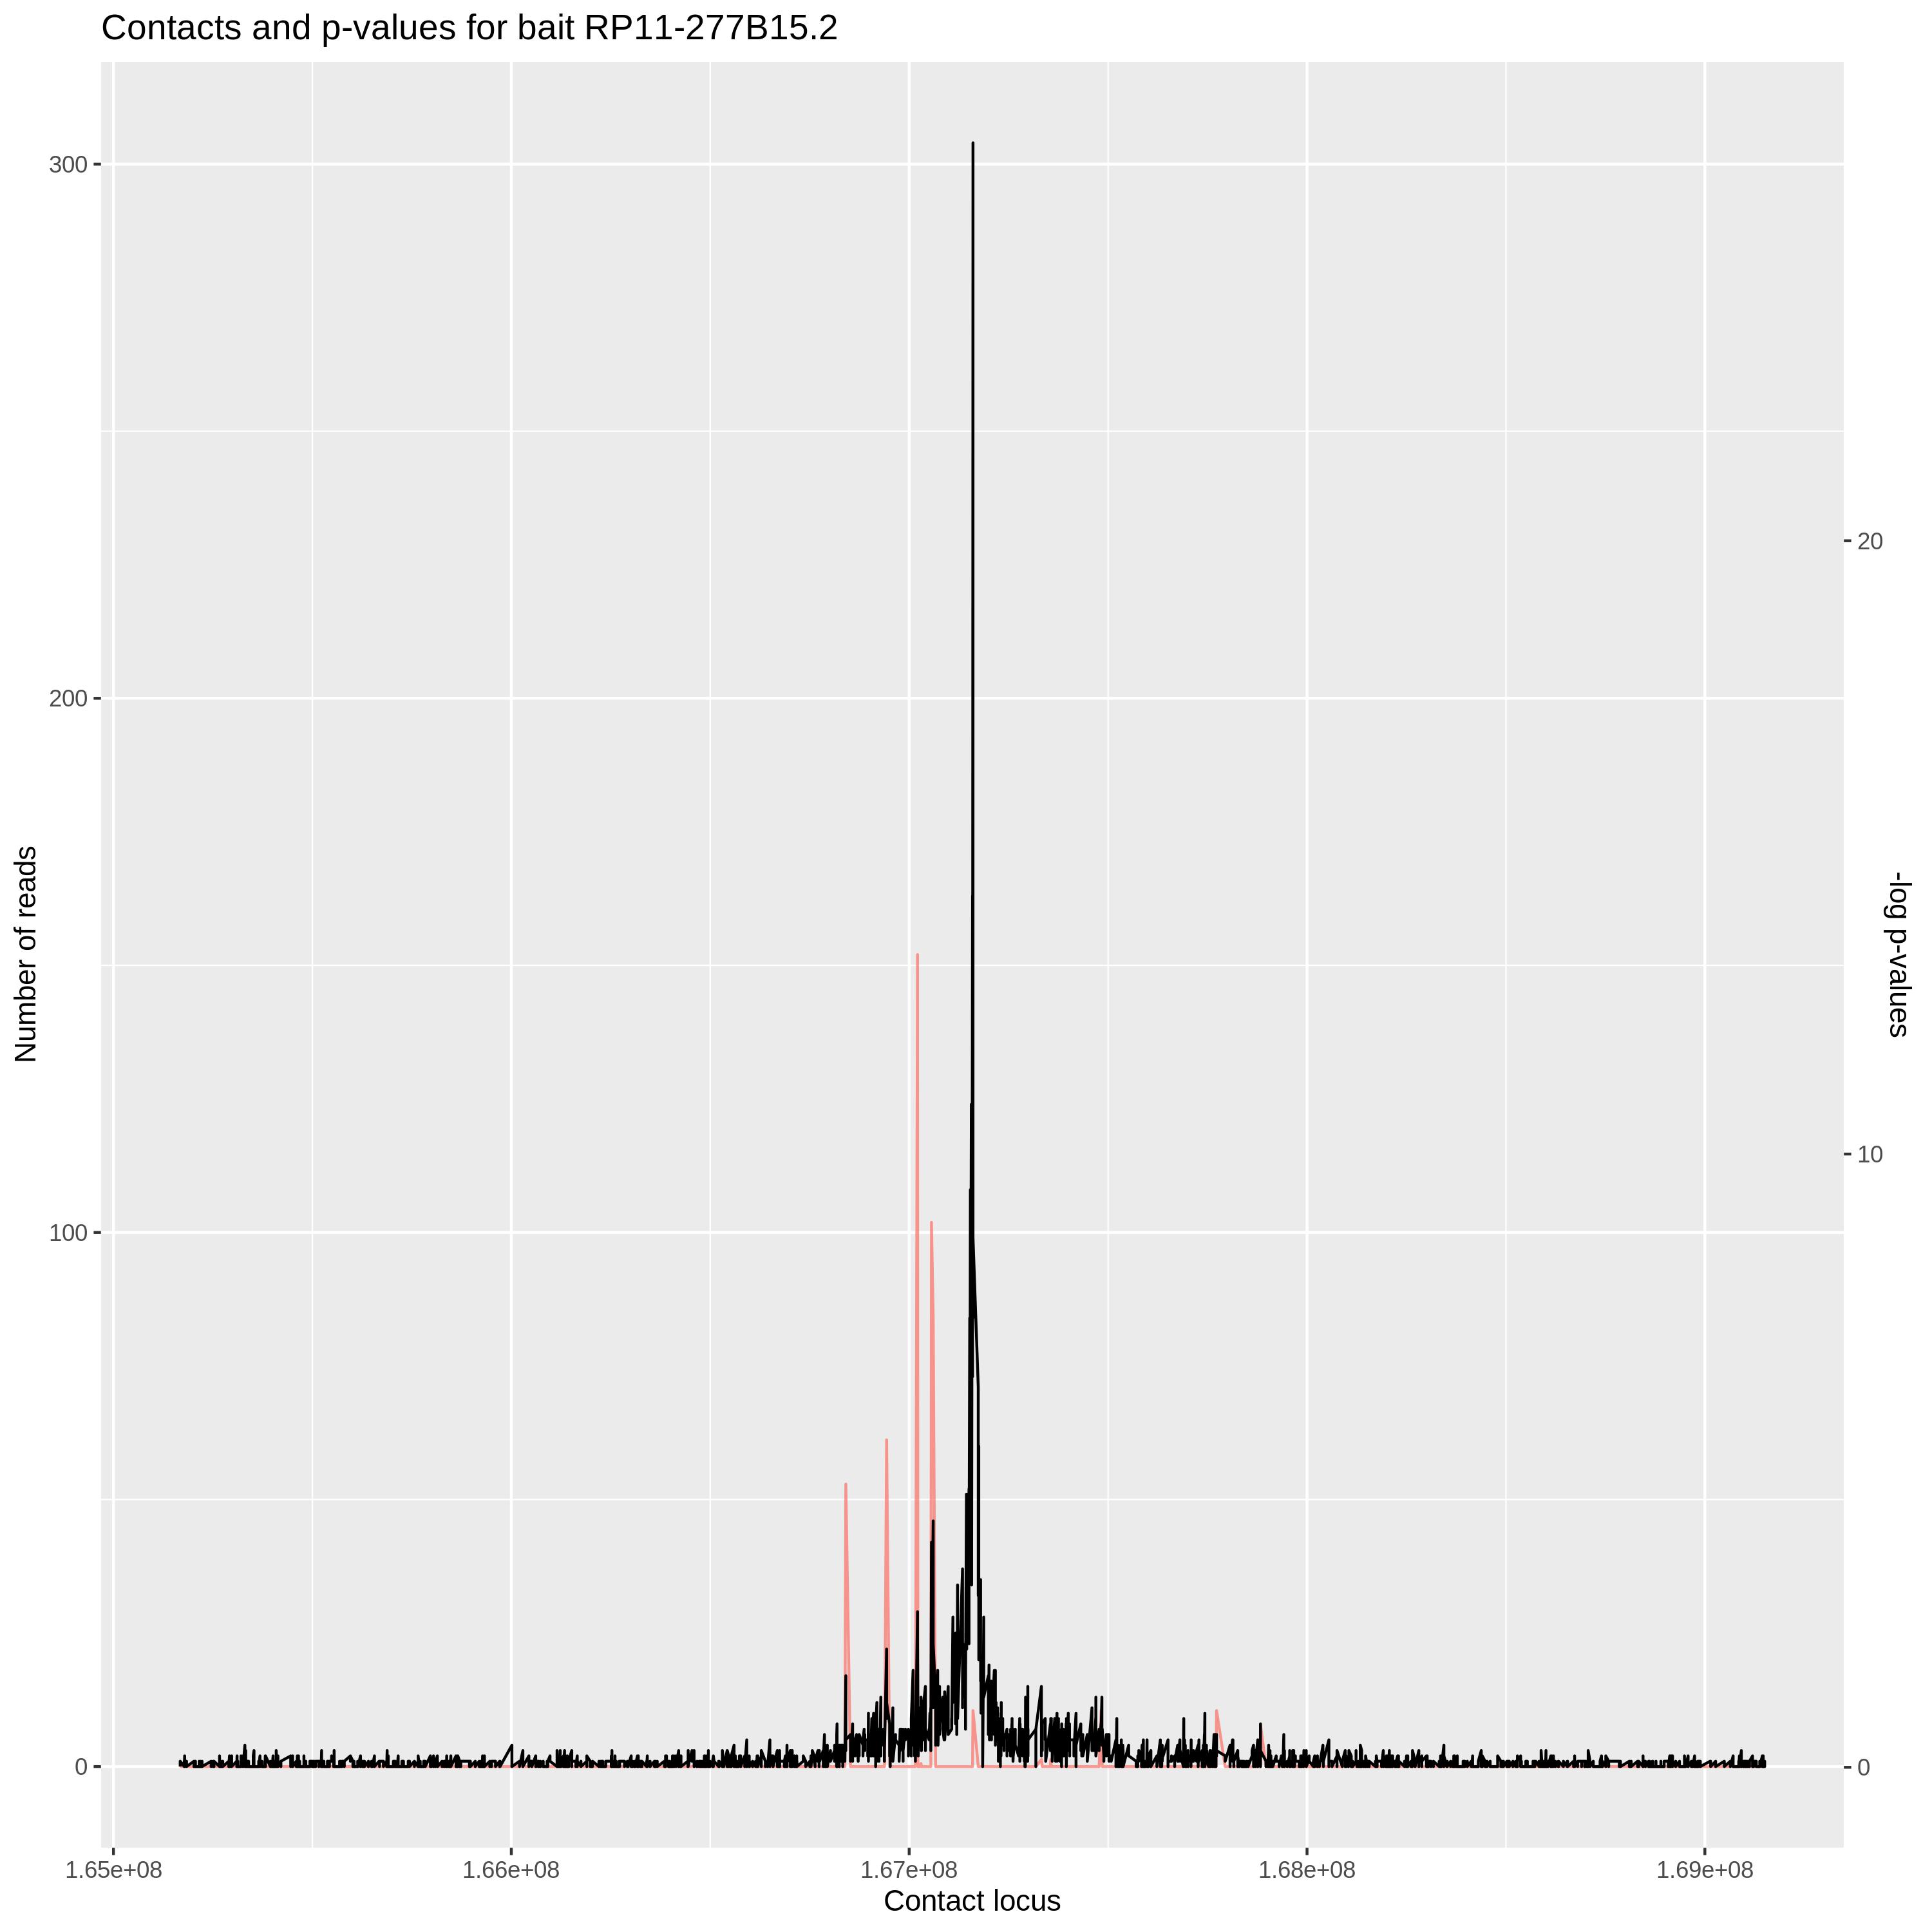 Contacts and p-values for bait RP11-277B15.2
300
200
100
0
Number of reads
20
10
0
-log p-values
1.65e+08
1.66e+08
1.67e+08
1.68e+08
1.69e+08
Contact locus